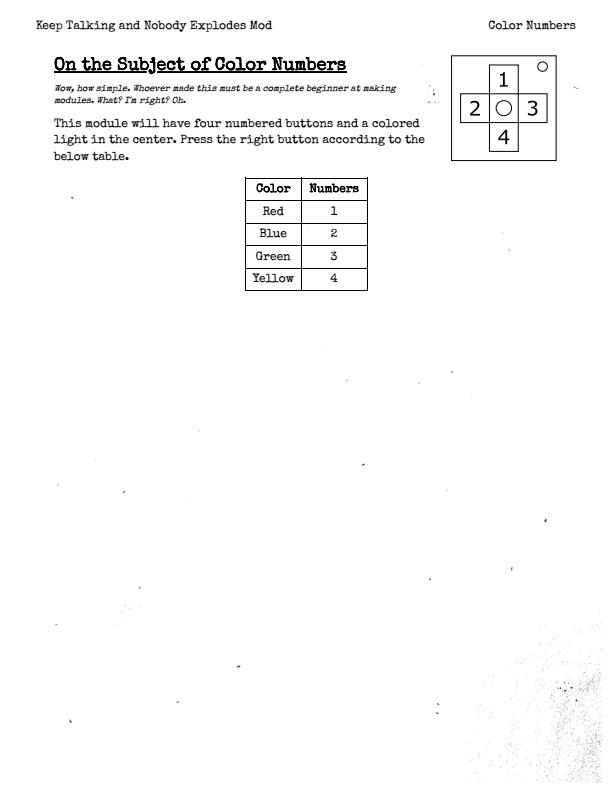 Keep Talking and Nobody Explodes Mod
Color Numbers
On the Subject of Color Numbers
Wow, how simple. Whoever made this must be a complete beginner at making
modules. What? I'm right? Oh.
This module will have four numbered buttons and a colored
light in the center. Press the right button according to the
below table.
1
2 3
4
Color Numbers
Red 1
Blue 2
Green 3
Yellow 4